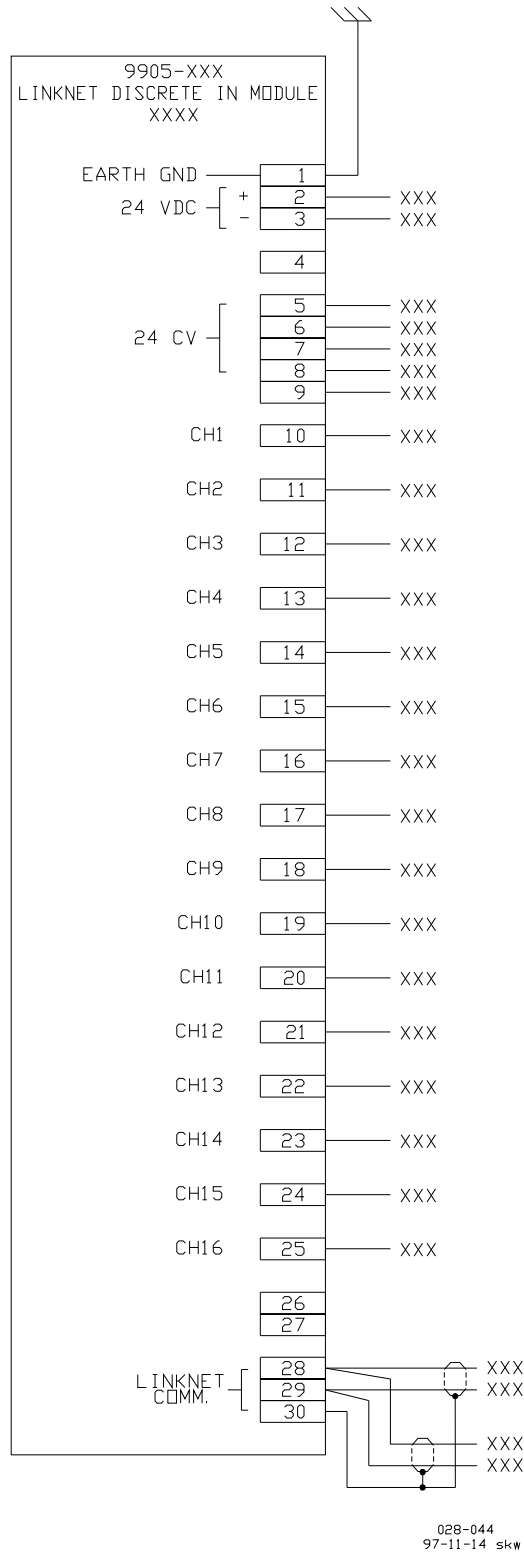 9905-XXX
LINKNET DISCRETE IN MODULE
XXXX
EARTH GND 1
24 VDC + 2 XXX
- 3 XXX
4
24 CV 5 XXX
6 XXX
7 XXX
8 XXX
9 XXX
CH1 10 XXX
CH2 11 XXX
CH3 12 XXX
CH4 13 XXX
CH5 14 XXX
CH6 15 XXX
CH7 16 XXX
CH8 17 XXX
CH9 18 XXX
CH10 19 XXX
CH11 20 XXX
CH12 21 XXX
CH13 22 XXX
CH14 23 XXX
CH15 24 XXX
CH16 25 XXX
26
27
28 XXX
LINKNET 29 XXX
COMM. 30
XXX
XXX
028-044
97-11-14 skw